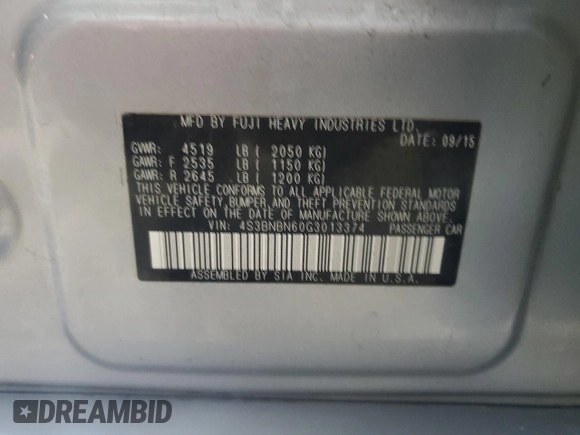 MFD BY FUJI HEAVY INDUSTRIES LTD.
DATE: 09/15
GVWR: 4519 LB ( 2050 KG)
GAWR: F 2535 LB ( 1150 KG)
GAWR: R 2645 LB ( 1200 KG)
THIS VEHICLE CONFORMS TO ALL APPLICABLE FEDERAL MOTOR
VEHICLE SAFETY, BUMPER, AND THEFT PREVENTION STANDARDS
IN EFFECT ON THE DATE OF MANUFACTURE SHOWN ABOVE.
VIN: 4S3BNBN60G3013374 PASSENGER CAR
ASSEMBLED BY SIA INC. MADE IN U.S.A.
DREAMBID